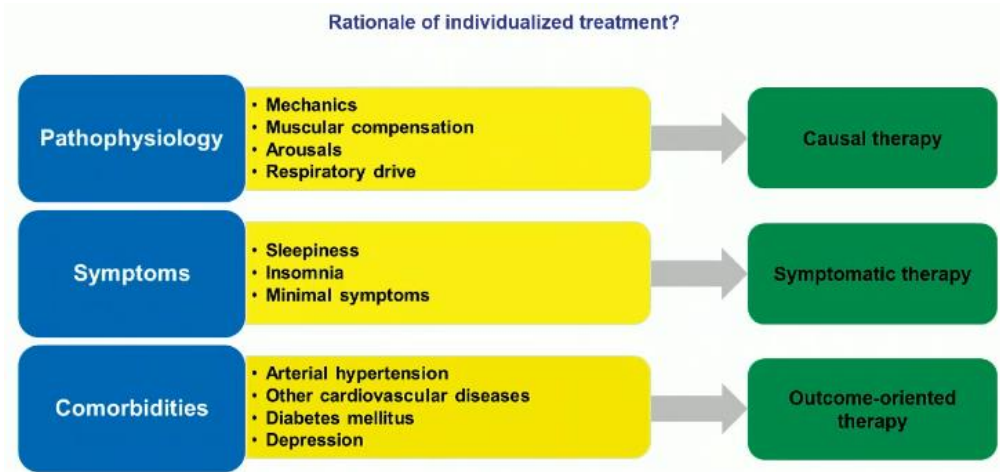 Rationale of individualized treatment?
Pathophysiology
• Mechanics
• Muscular compensation
• Arousals
• Respiratory drive
Causal therapy
Symptoms
• Sleepiness
• Insomnia
• Minimal symptoms
Symptomatic therapy
Comorbidities
• Arterial hypertension
• Other cardiovascular diseases
• Diabetes mellitus
• Depression
Outcome-oriented
therapy